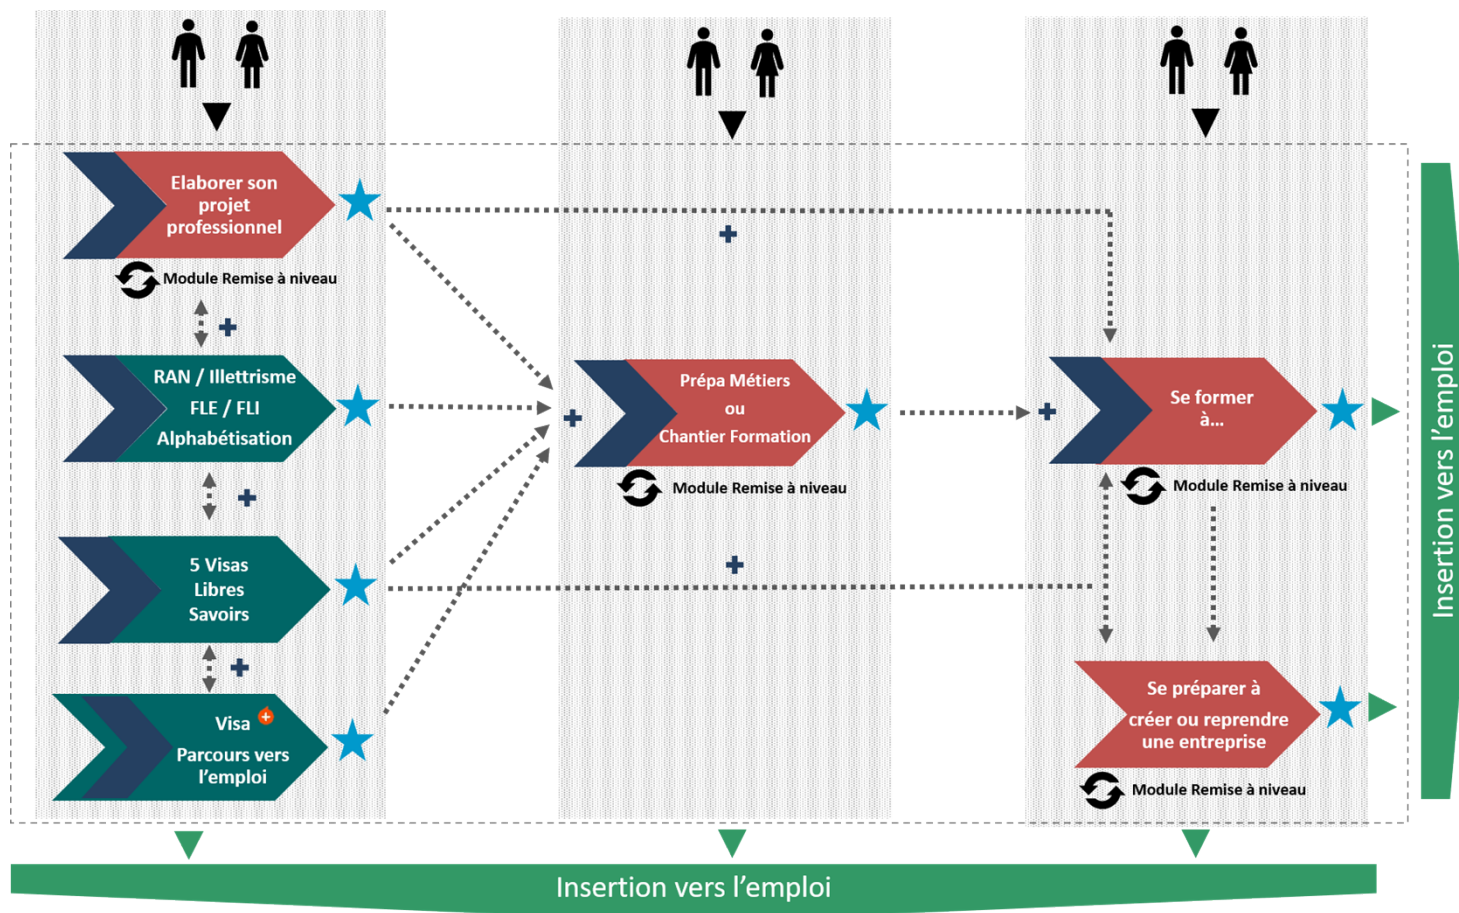 Elaborer son
projet
professionnel
Module Remise à niveau
RAN / Illettrisme
FLE / FLI
Alphabétisation
5 Visas
Libres
Savoirs
Visa
Parcours vers
l'emploi
Prépa Métiers
ou
Chantier Formation
Module Remise à niveau
Se former
à...
Module Remise à niveau
Se préparer à
créer ou reprendre
une entreprise
Module Remise à niveau
Insertion vers l'emploi
Insertion vers l'emploi